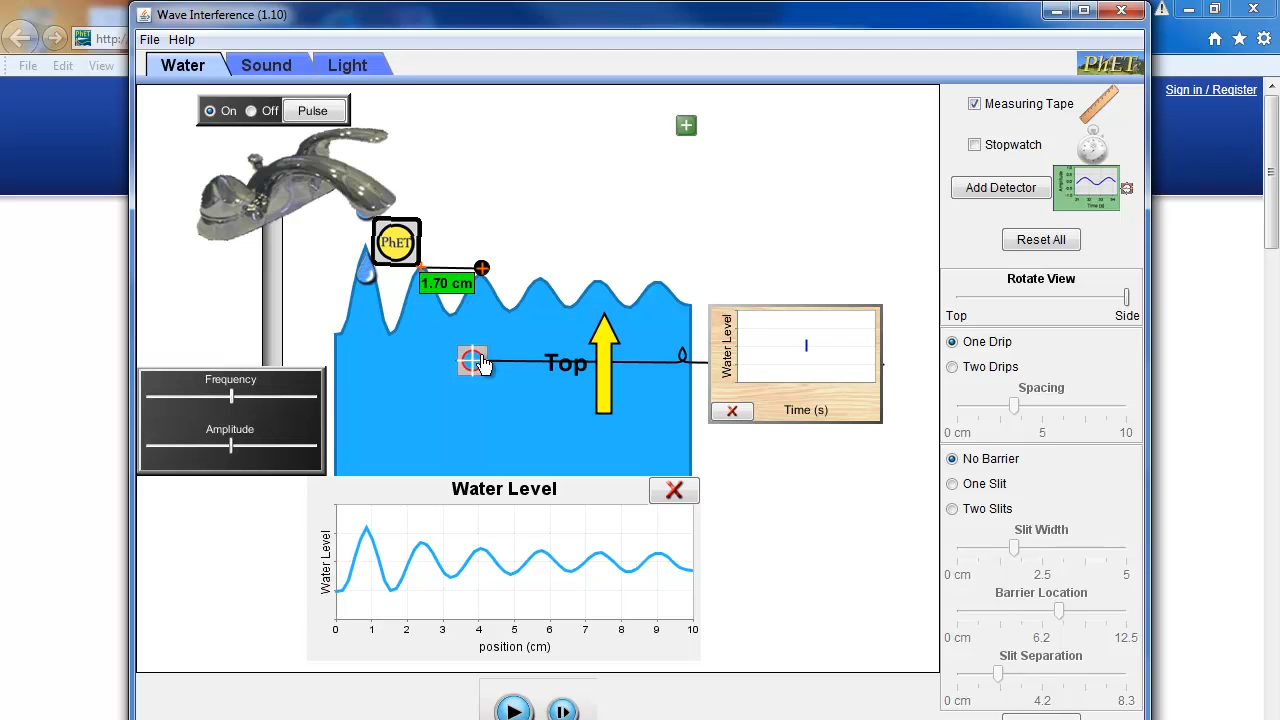 Wave Interference (1.10)
http:
File Edit View
File Help
Sign in / Register
Water Sound Light
PhET
On Off Pulse
Measuring Tape
Stopwatch
Add Detector
Reset All
PhET
1.70 cm
Rotate View
Top Side
Top
Water Level
Time (s)
Frequency
Amplitude
One Drip
Two Drips
Spacing
0 cm 5 10
No Barrier
One Slit
Two Slits
Slit Width
0 cm 2.5 5
Barrier Location
0 cm 6.2 12.5
Slit Separation
0 cm 4.2 8.3
Water Level
Water Level
0 1 2 3 4 5 6 7 8 9 10
position (cm)